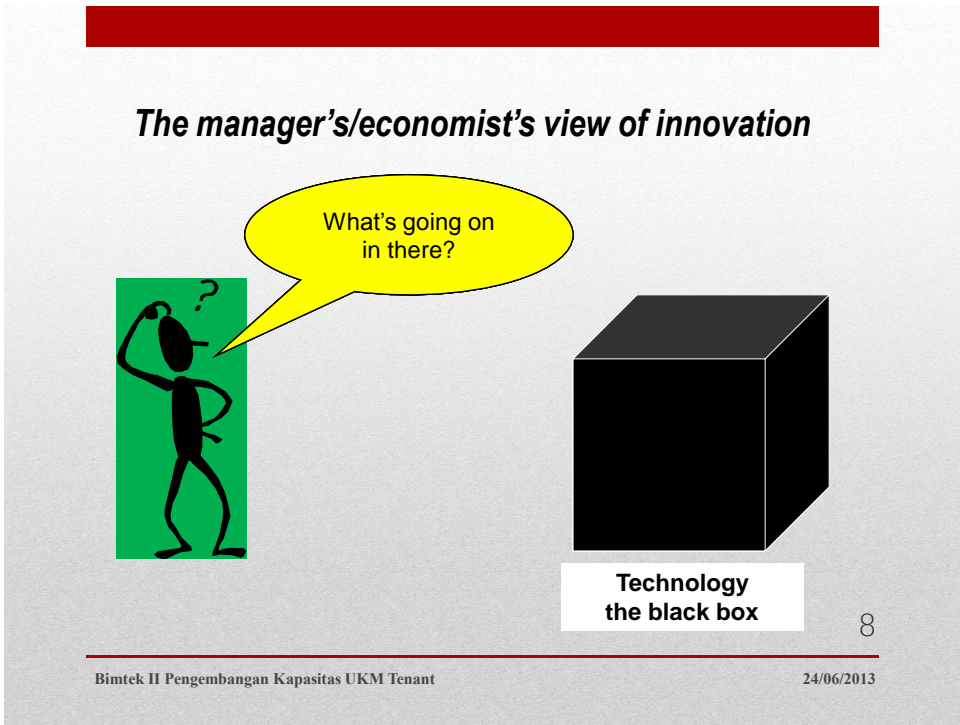 The manager’s/economist’s view of innovation
What’s going on
in there?
?
Technology
the black box
8
Bimtek II Pengembangan Kapasitas UKM Tenant
24/06/2013